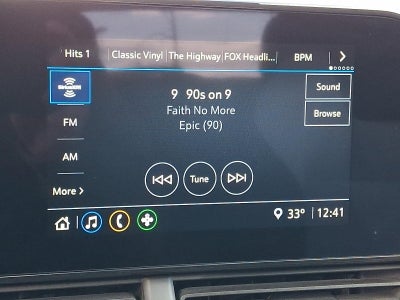 Hits 1 Classic Vinyl The Highway FOX Headli... BPM
SiriusXM
FM
AM
More >
9 90s on 9
Faith No More
Epic (90)
Sound
Browse
Tune
33° 12:41